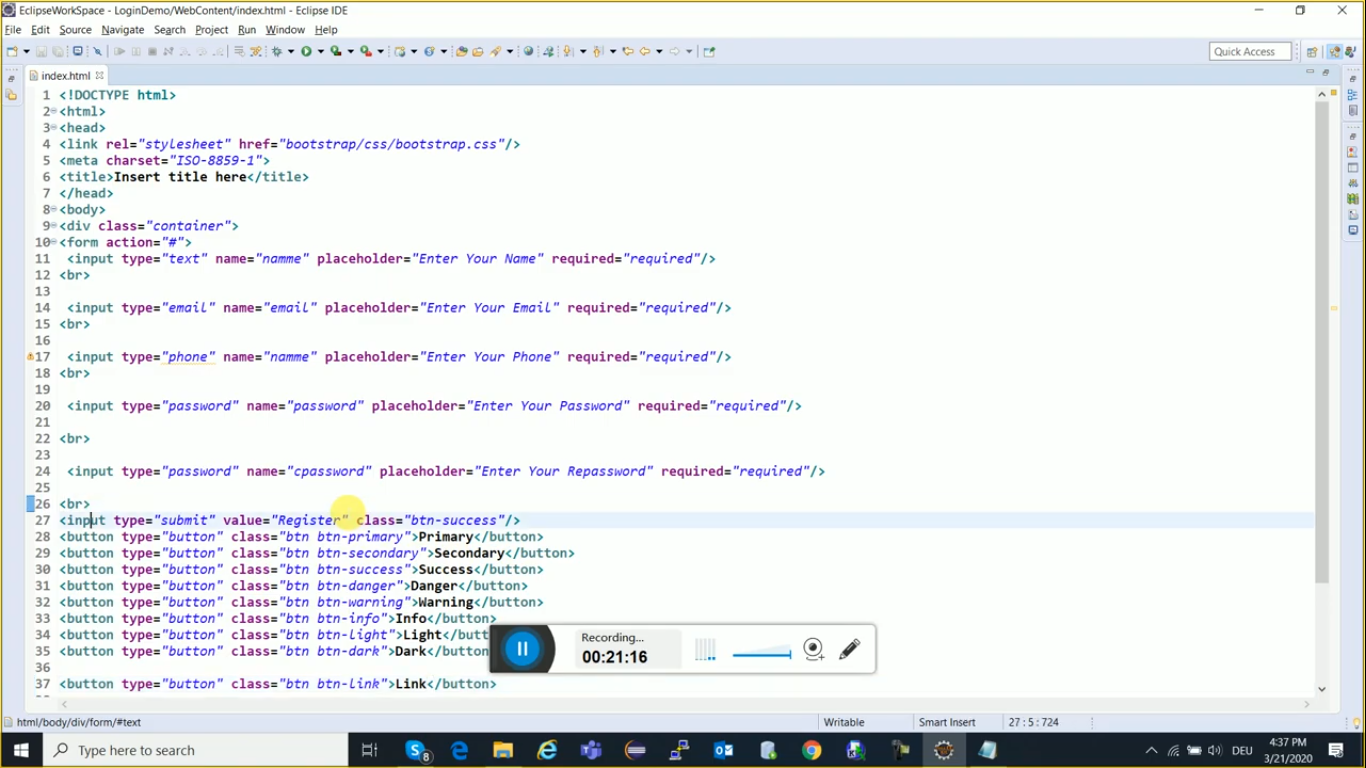 EclipseWorkSpace - LoginDemo/WebContent/index.html - Eclipse IDE
File Edit Source Navigate Search Project Run Window Help
Quick Access
index.html
1 <!DOCTYPE html>
2 <html>
3 <head>
4 <link rel="stylesheet" href="bootstrap/css/bootstrap.css"/>
5 <meta charset="ISO-8859-1">
6 <title>Insert title here</title>
7 </head>
8 <body>
9 <div class="container">
10 <form action="#">
11 <input type="text" name="namme" placeholder="Enter Your Name" required="required"/>
12 <br>
13
14 <input type="email" name="email" placeholder="Enter Your Email" required="required"/>
15 <br>
16
17 <input type="phone" name="namme" placeholder="Enter Your Phone" required="required"/>
18 <br>
19
20 <input type="password" name="password" placeholder="Enter Your Password" required="required"/>
21
22 <br>
23
24 <input type="password" name="cpassword" placeholder="Enter Your Repassword" required="required"/>
25
26 <br>
27 <input type="submit" value="Register" class="btn-success"/>
28 <button type="button" class="btn btn-primary">Primary</button>
29 <button type="button" class="btn btn-secondary">Secondary</button>
30 <button type="button" class="btn btn-success">Success</button>
31 <button type="button" class="btn btn-danger">Danger</button>
32 <button type="button" class="btn btn-warning">Warning</button>
33 <button type="button" class="btn btn-info">Info</button>
34 <button type="button" class="btn btn-light">Light</butt
35 <button type="button" class="btn btn-dark">Dark</button
36
37 <button type="button" class="btn btn-link">Link</button>
Recording...
00:21:16
html/body/div/form/#text Writable Smart Insert 27 : 5 : 724
Type here to search
8
DEU
4:37 PM
3/21/2020